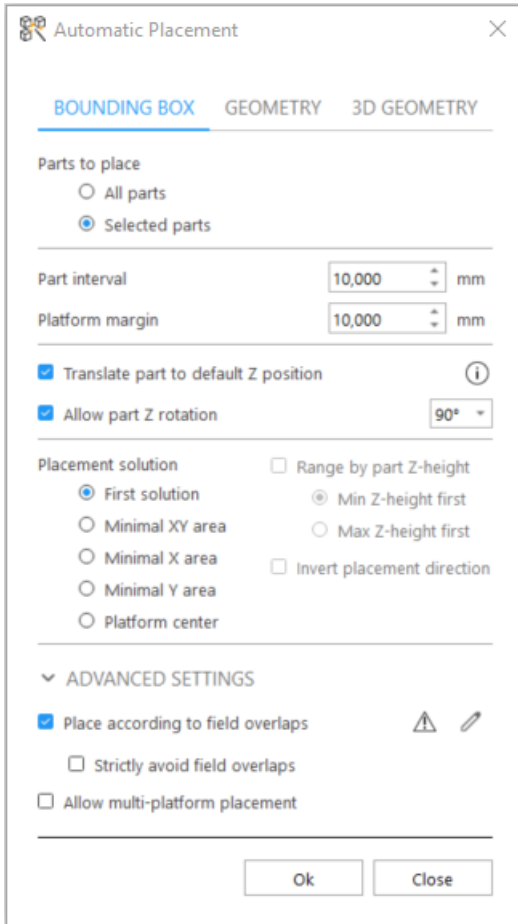 Automatic Placement
BOUNDING BOX GEOMETRY 3D GEOMETRY
Parts to place
All parts
Selected parts
Part interval 10,000 mm
Platform margin 10,000 mm
Translate part to default Z position
Allow part Z rotation 90°
Placement solution Range by part Z-height
First solution Min Z-height first
Minimal XY area Max Z-height first
Minimal X area Invert placement direction
Minimal Y area
Platform center
ADVANCED SETTINGS
Place according to field overlaps
Strictly avoid field overlaps
Allow multi-platform placement
Ok Close